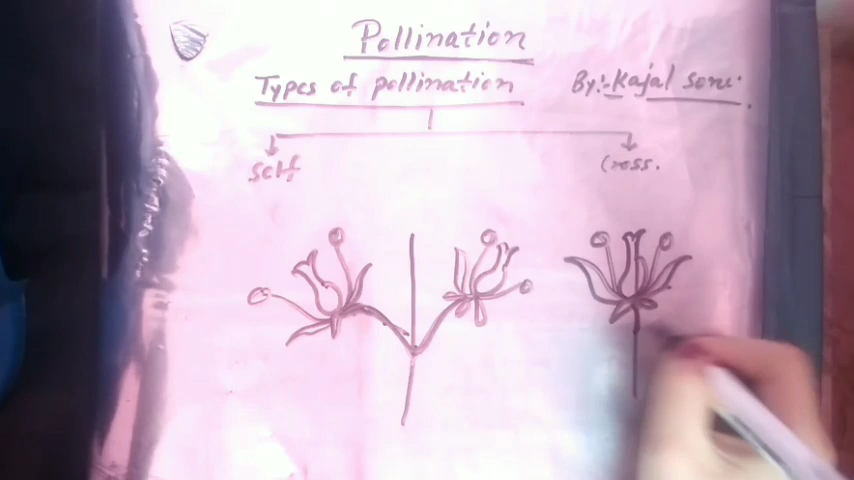 Pollination
Types of pollination
By:- Kajal Soni.
Self
Cross.